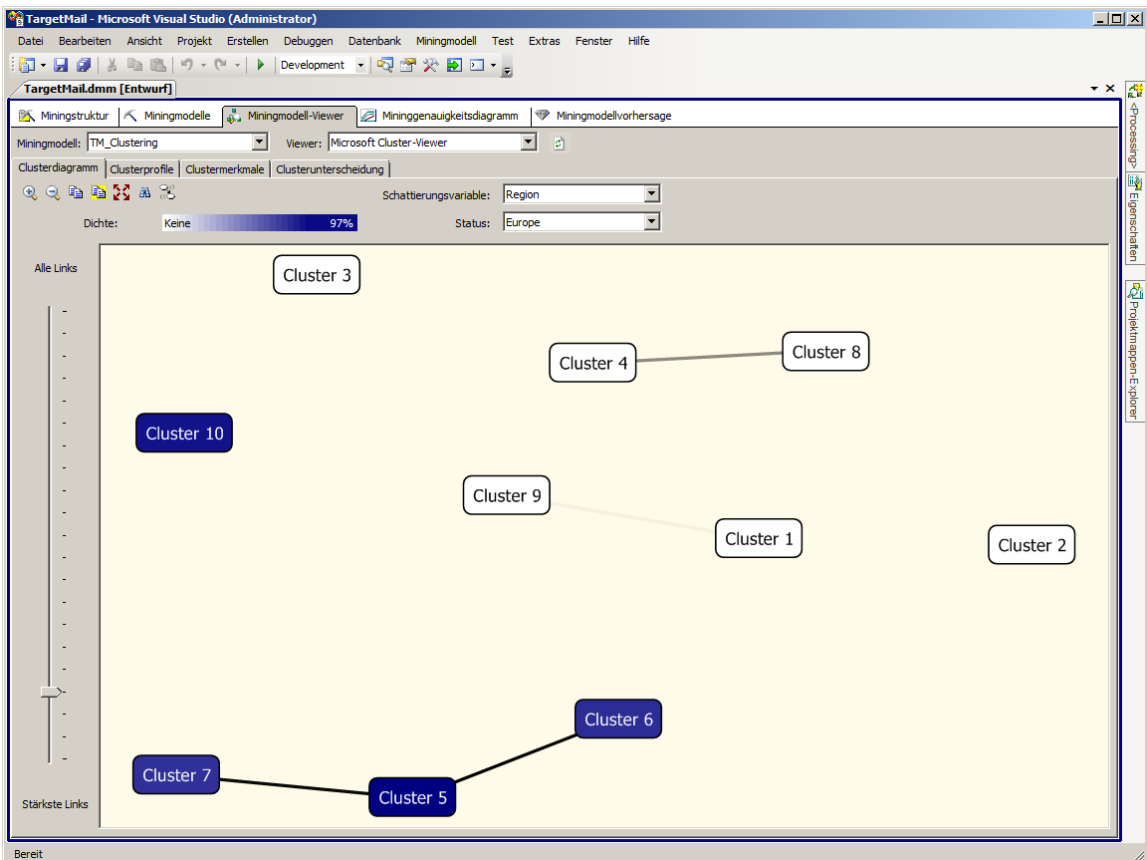 TargetMail - Microsoft Visual Studio (Administrator)
Datei Bearbeiten Ansicht Projekt Erstellen Debuggen Datenbank Miningmodell Test Extras Fenster Hilfe
Development
TargetMail.dmm [Entwurf]
Miningstruktur Miningmodelle Miningmodell-Viewer Mininggenauigkeitsdiagramm Miningmodellvorhersage
Miningmodell: TM_Clustering Viewer: Microsoft Cluster-Viewer
Clusterdiagramm Clusterprofile Clustermerkmale Clusterunterscheidung
Schattierungsvariable: Region
Dichte: Keine 97% Status: Europe
Alle Links
Cluster 3
Cluster 8
Cluster 4
Cluster 10
Cluster 9
Cluster 1
Cluster 2
Cluster 6
Cluster 7
Cluster 5
Stärkste Links
Bereit
<Processing>
Eigenschaften
Projektmappen-Explorer